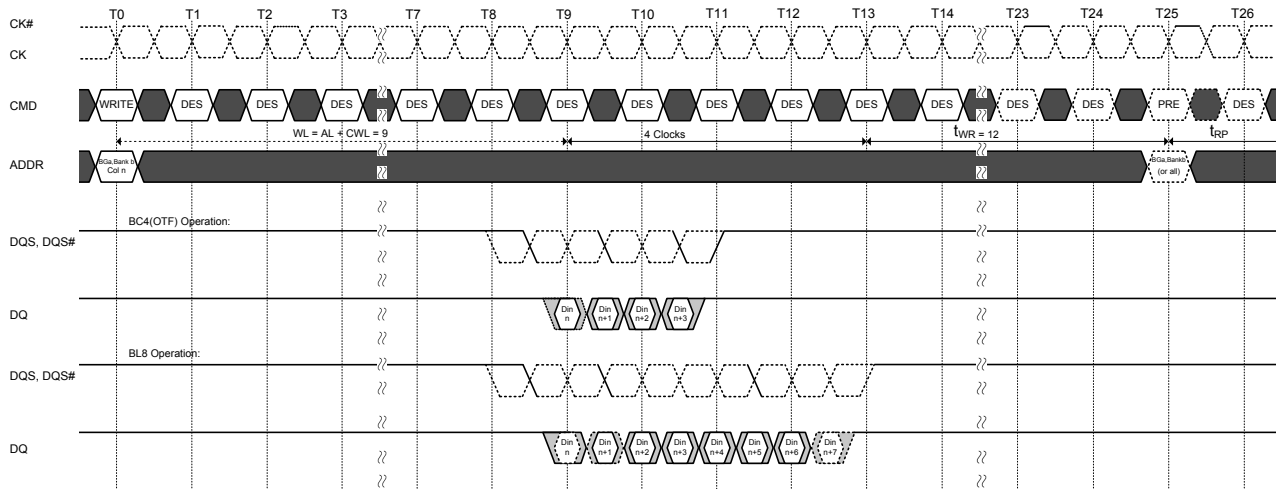 T0 T1 T2 T3 T7 T8 T9 T10 T11 T12 T13 T14 T23 T24 T25 T26
CK#
CK
CMD WRITE DES DES DES DES DES DES DES DES DES DES DES DES DES PRE DES
WL = AL + CWL = 9 4 Clocks tWR = 12 tRP
ADDR BGa,Bank b Col n BGa,Bankb (or all)
BC4(OTF) Operation:
DQS, DQS#
DQ Din n Din n+1 Din n+2 Din n+3
BL8 Operation:
DQS, DQS#
DQ Din n Din n+1 Din n+2 Din n+3 Din n+4 Din n+5 Din n+6 Din n+7